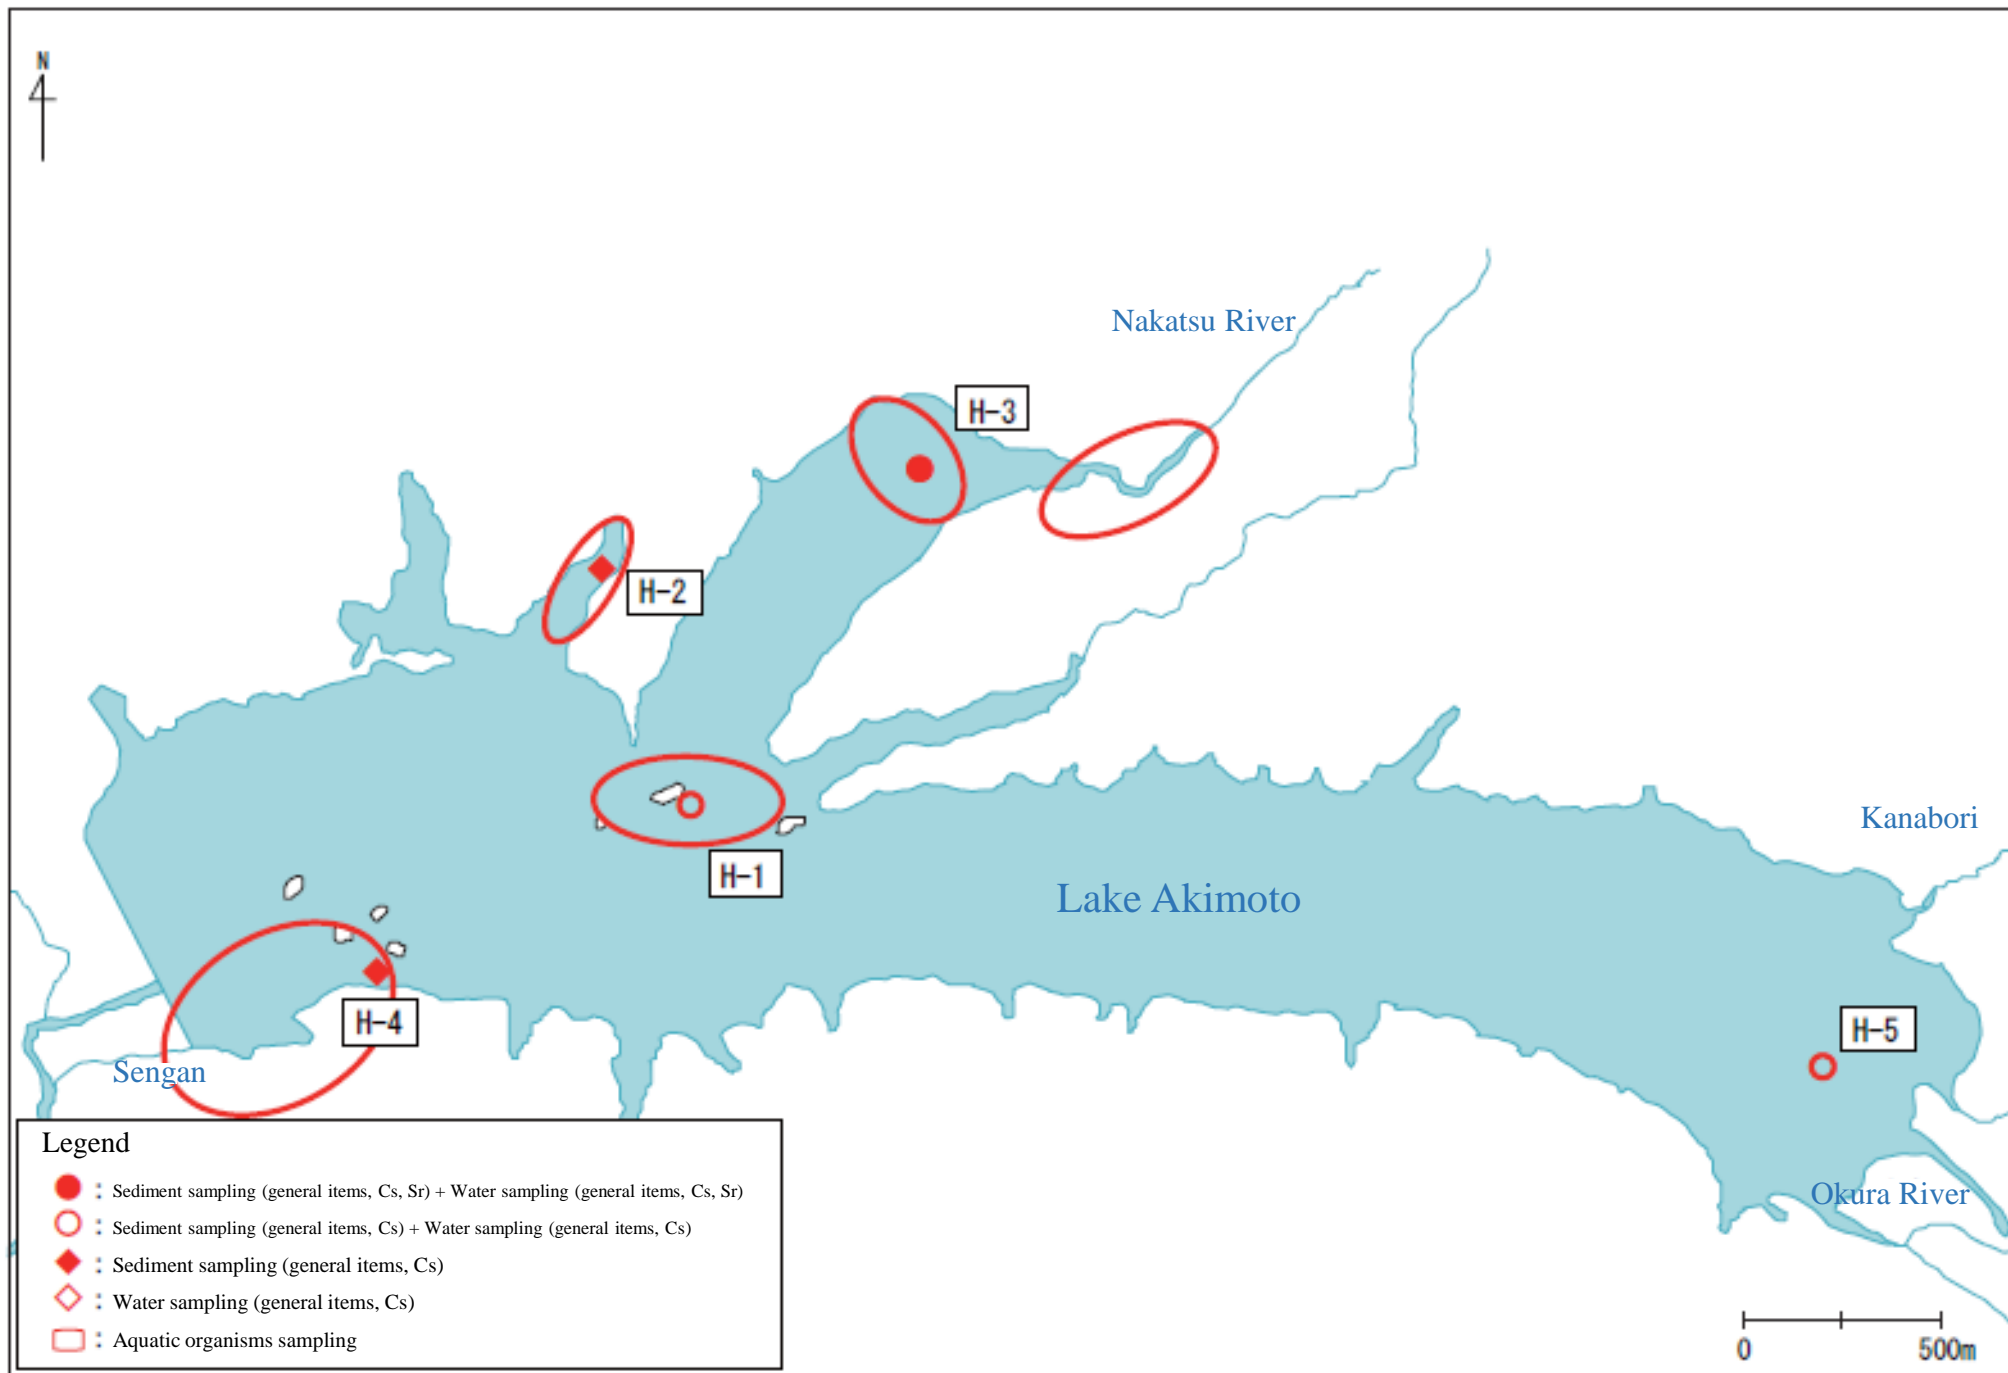 N
Nakatsu River
H-3
H-2
Kanabori
H-1
Lake Akimoto
H-4
H-5
Sengan
Okura River
Legend
: Sediment sampling (general items, Cs, Sr) + Water sampling (general items, Cs, Sr)
: Sediment sampling (general items, Cs) + Water sampling (general items, Cs)
: Sediment sampling (general items, Cs)
: Water sampling (general items, Cs)
: Aquatic organisms sampling
0 500m